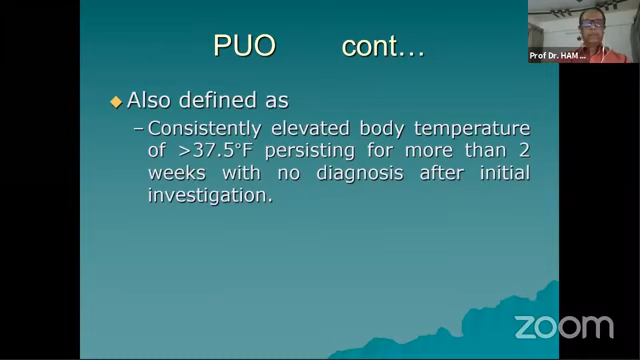 PUO cont...
Also defined as
– Consistently elevated body temperature
of >37.5°F persisting for more than 2
weeks with no diagnosis after initial
investigation.
Prof Dr. HAM ...
zoom